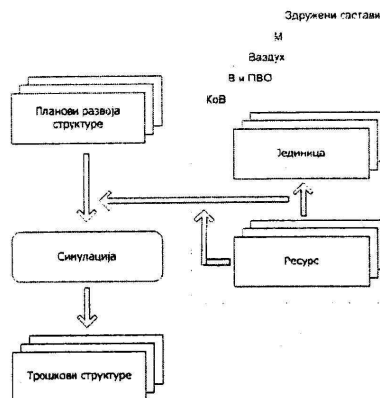 Здружени састави
М
Ваздух
В и ПВО
КоВ
Планови развоја
структуре
Јединица
Симулација
Ресурс
Трошкови структуре